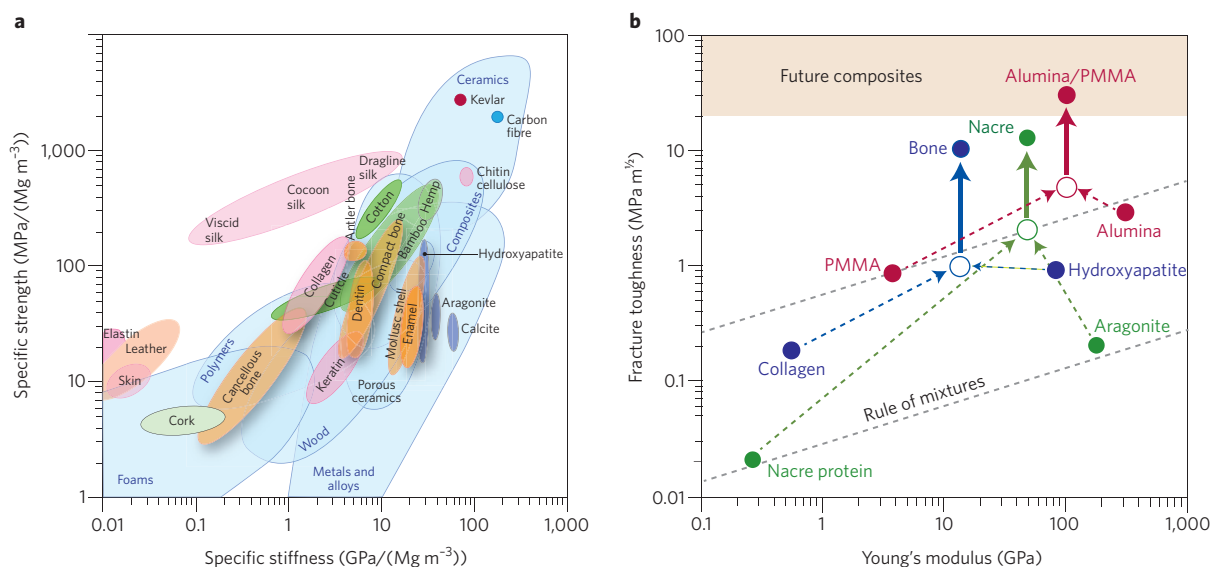 a
Specific strength (MPa/(Mg m⁻³))
1,000
100
10
1
0.01
0.1
1
10
100
1,000
Specific stiffness (GPa/(Mg m⁻³))
Ceramics
Kevlar
Carbon
fibre
Dragline
silk
Cocoon
silk
Viscid
silk
Chitin
cellulose
Antler bone
Cotton
Hemp
Bamboo
Compact bone
Composites
Hydroxyapatite
Collagen
Cuticle
Dentin
Mollusc shell
Enamel
Aragonite
Calcite
Elastin
Leather
Skin
Polymers
Cancellous
bone
Keratin
Porous
ceramics
Cork
Wood
Foams
Metals and
alloys
b
Fracture toughness (MPa m^½)
100
10
1
0.1
0.01
0.1
1
10
100
1,000
Young's modulus (GPa)
Future composites
Alumina/PMMA
Nacre
Bone
Alumina
PMMA
Hydroxyapatite
Collagen
Aragonite
Rule of mixtures
Nacre protein